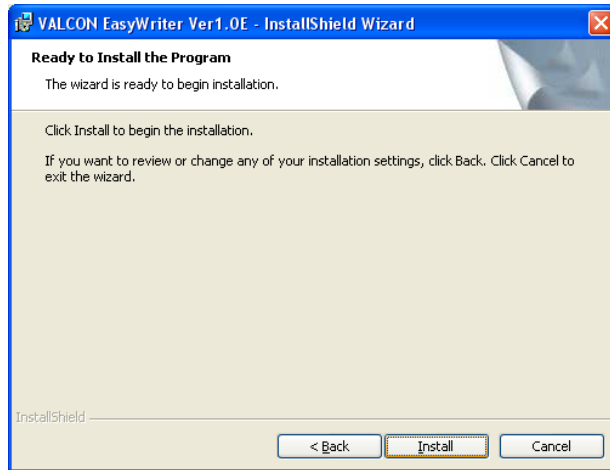 VALCON EasyWriter Ver1.0E - InstallShield Wizard
Ready to Install the Program
The wizard is ready to begin installation.
Click Install to begin the installation.
If you want to review or change any of your installation settings, click Back. Click Cancel to
exit the wizard.
InstallShield
< Back
Install
Cancel